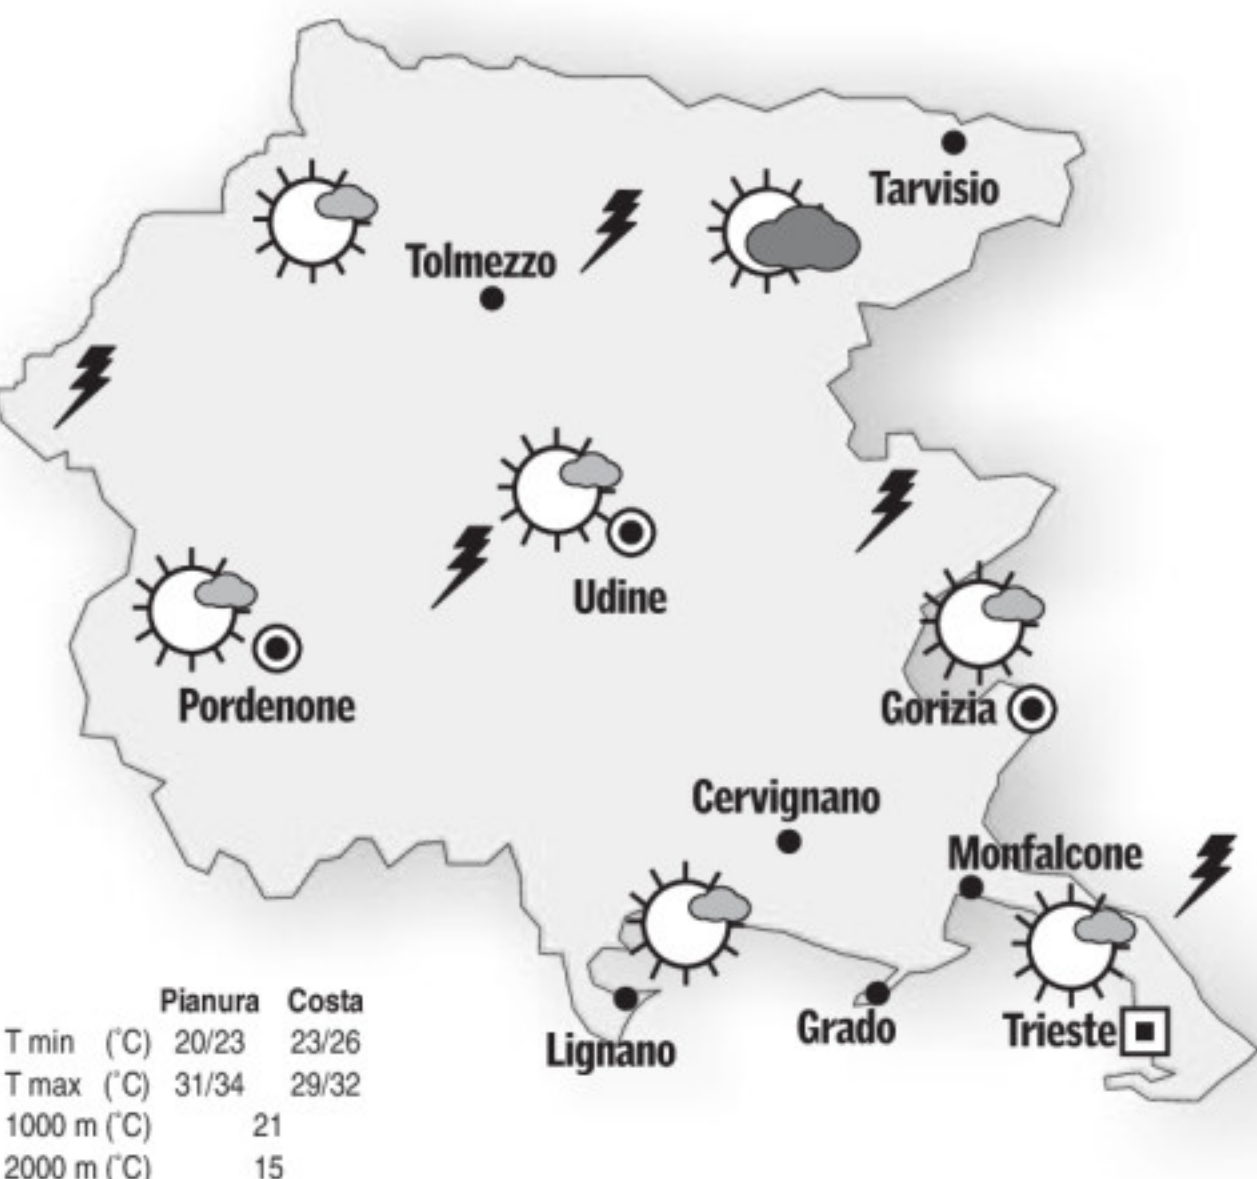 Tarvisio
Tolmezzo
Udine
Pordenone
Gorizia
Cervignano
Monfalcone
Grado
Trieste
Lignano
Pianura Costa
T min (°C) 20/23 23/26
T max (°C) 31/34 29/32
1000 m (°C) 21
2000 m (°C) 15